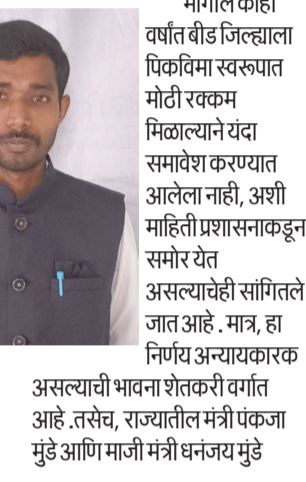 मागील काही
वर्षांत बीड जिल्ह्याला
पिकविमा स्वरूपात
मोठी रक्कम
मिळाल्याने यंदा
समावेश करण्यात
आलेला नाही, अशी
माहिती प्रशासनाकडून
समोर येत
असल्याचेही सांगितले
जात आहे . मात्र, हा
निर्णय अन्यायकारक
असल्याची भावना शेतकरी वर्गात
आहे .तसेच, राज्यातील मंत्री पंकजा
मुंडे आणि माजी मंत्री धनंजय मुंडे